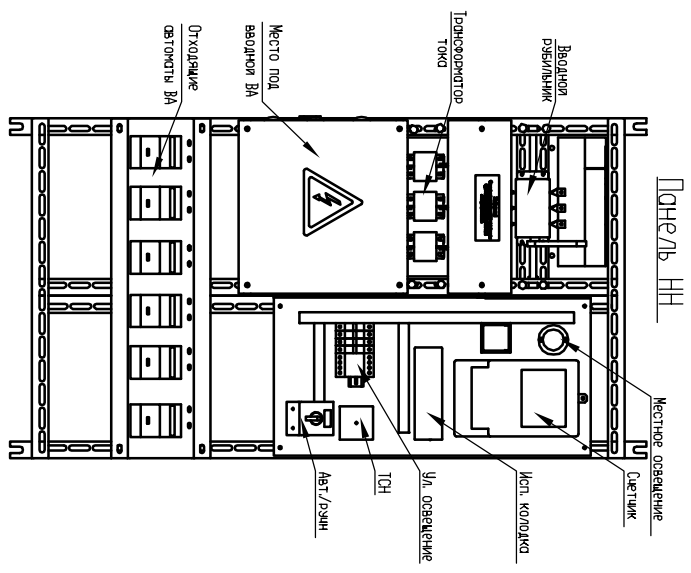 Панель НН
Вводной
рубильник
Трансформатор
тока
Место под
вводной ВА
Отходящие
автоматы ВА
Местное освещение
Счетчик
Исп. колодка
Ул. освещение
ТСН
Авт./ручн